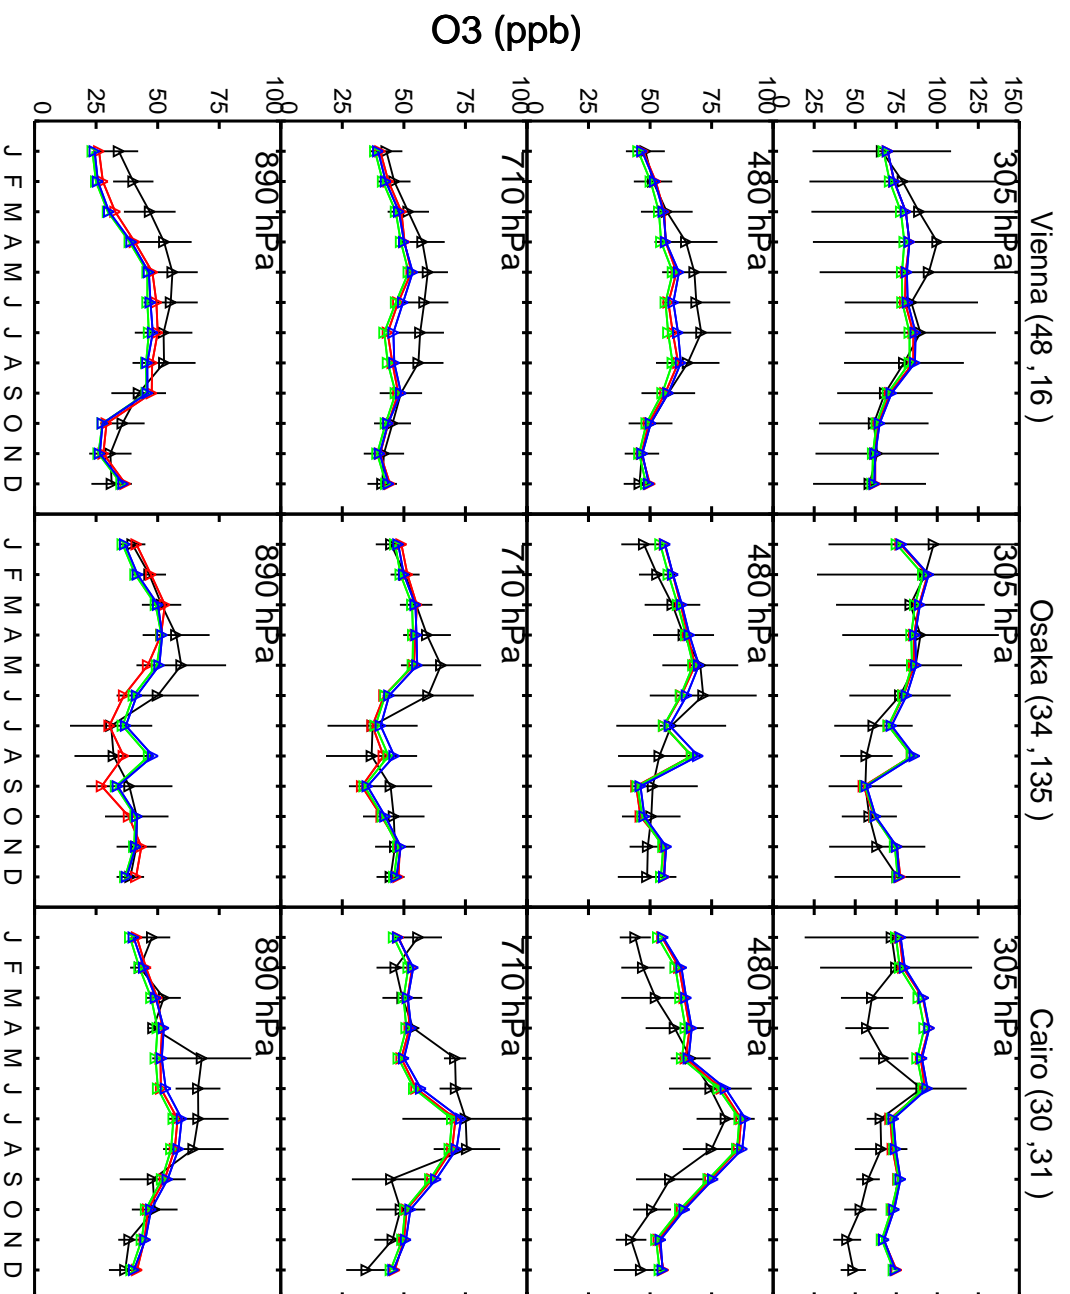 O3 (ppb)
Vienna (48 ,16 )
Osaka (34 ,135 )
Cairo (30 ,31 )
305 hPa
305 hPa
305 hPa
150
125
100
75
50
25
0
480 hPa
480 hPa
480 hPa
100
75
50
25
0
710 hPa
710 hPa
710 hPa
100
75
50
25
0
890 hPa
890 hPa
890 hPa
100
75
50
25
0
J F M A M J J A S O N D
J F M A M J J A S O N D
J F M A M J J A S O N D